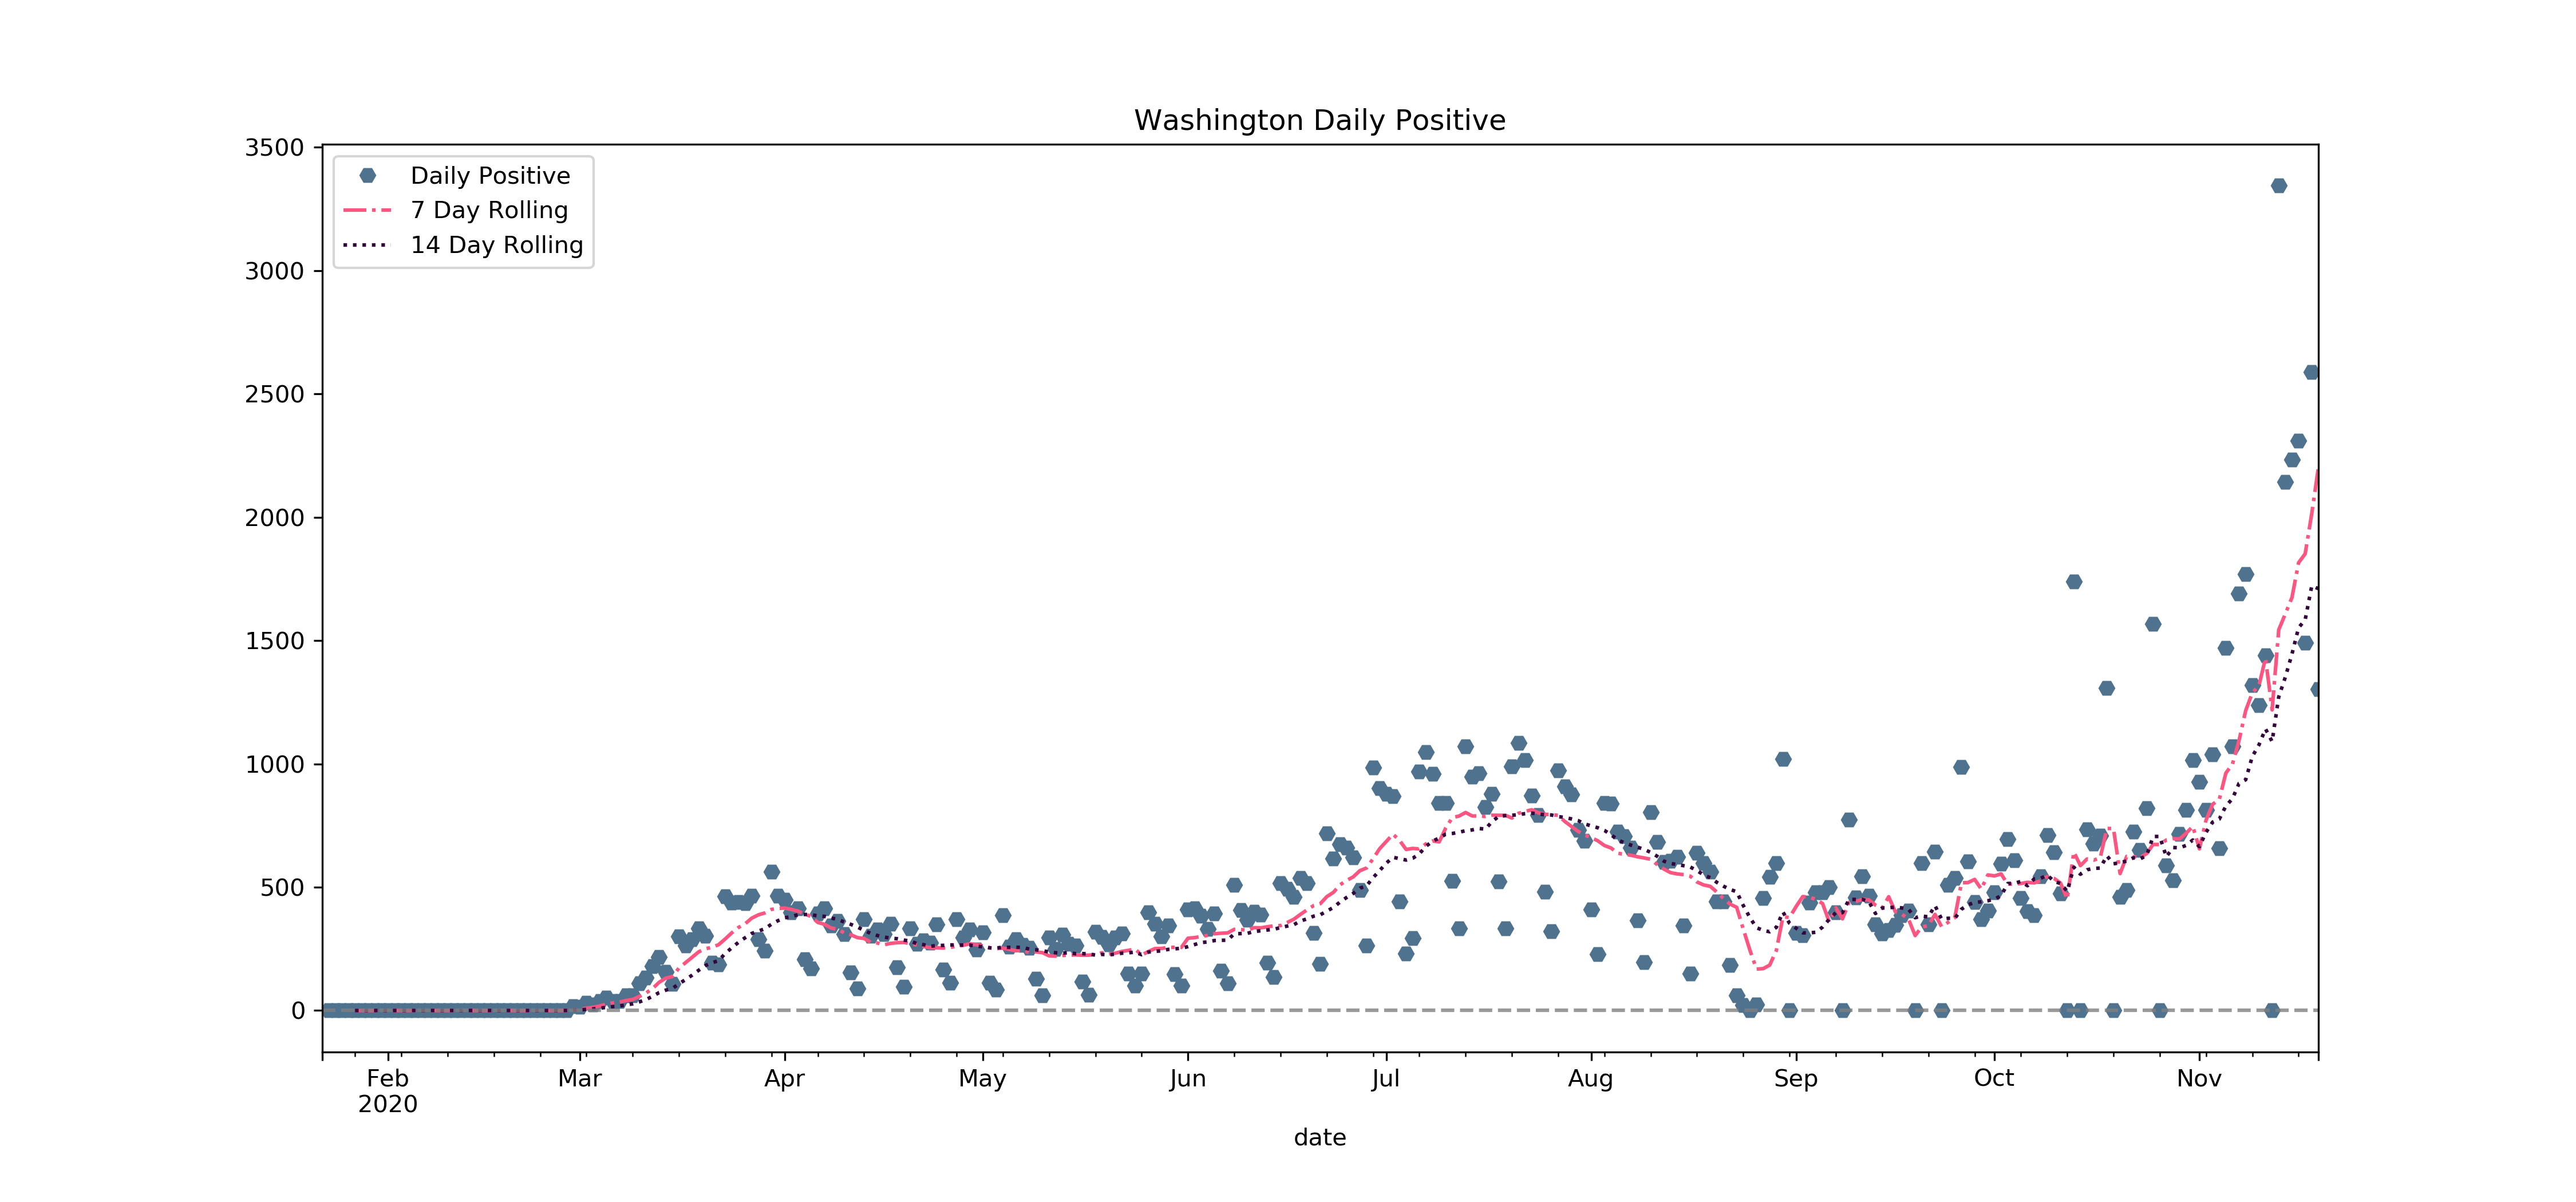 Washington Daily Positive
3500
3000
2500
2000
1500
1000
500
0
Daily Positive
7 Day Rolling
14 Day Rolling
Feb Mar Apr May Jun Jul Aug Sep Oct Nov
2020
date